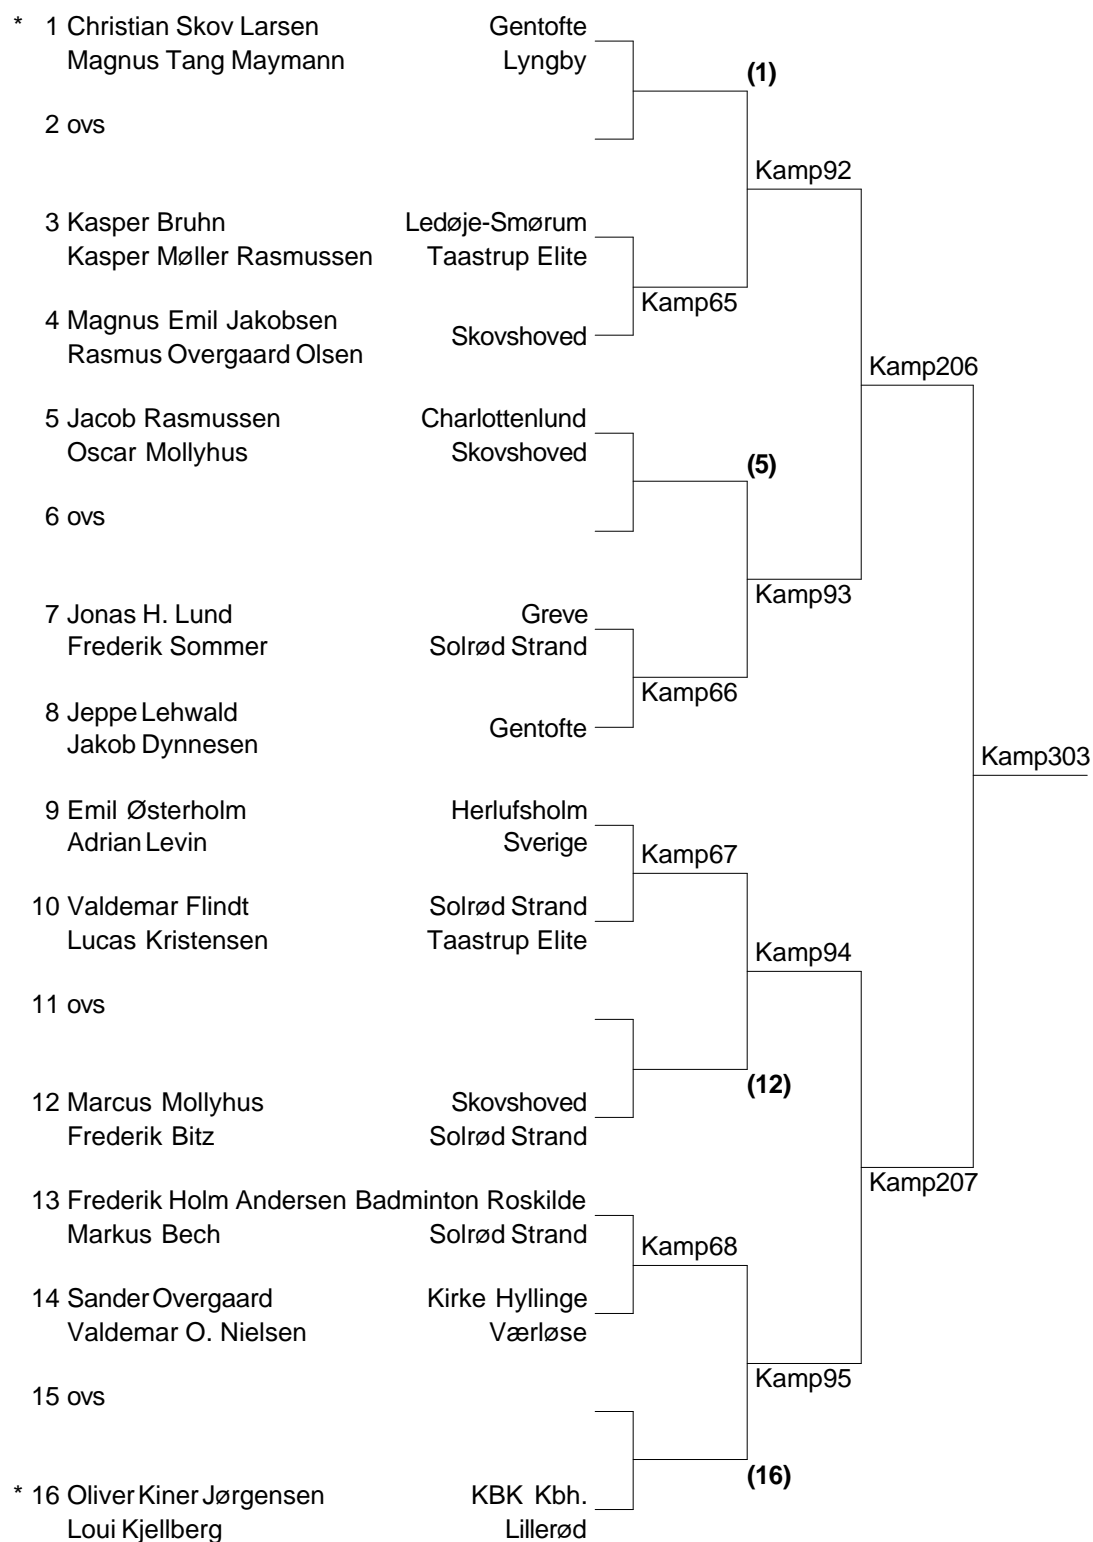 * 1 Christian Skov Larsen Gentofte
Magnus Tang Maymann Lyngby
(1)
2 ovs
Kamp92
3 Kasper Bruhn Ledøje-Smørum
Kasper Møller Rasmussen Taastrup Elite
Kamp65
4 Magnus Emil Jakobsen
Skovshoved
Rasmus Overgaard Olsen
Kamp206
5 Jacob Rasmussen Charlottenlund
Oscar Mollyhus Skovshoved
(5)
6 ovs
Kamp93
7 Jonas H. Lund Greve
Frederik Sommer Solrød Strand
Kamp66
8 Jeppe Lehwald
Gentofte
Jakob Dynnesen
Kamp303
9 Emil Østerholm Herlufsholm
Adrian Levin Sverige
Kamp67
10 Valdemar Flindt Solrød Strand
Lucas Kristensen Taastrup Elite
Kamp94
11 ovs
(12)
12 Marcus Mollyhus Skovshoved
Frederik Bitz Solrød Strand
Kamp207
13 Frederik Holm Andersen Badminton Roskilde
Markus Bech Solrød Strand
Kamp68
14 Sander Overgaard Kirke Hyllinge
Valdemar O. Nielsen Værløse
Kamp95
15 ovs
(16)
* 16 Oliver Kiner Jørgensen KBK Kbh.
Loui Kjellberg Lillerød